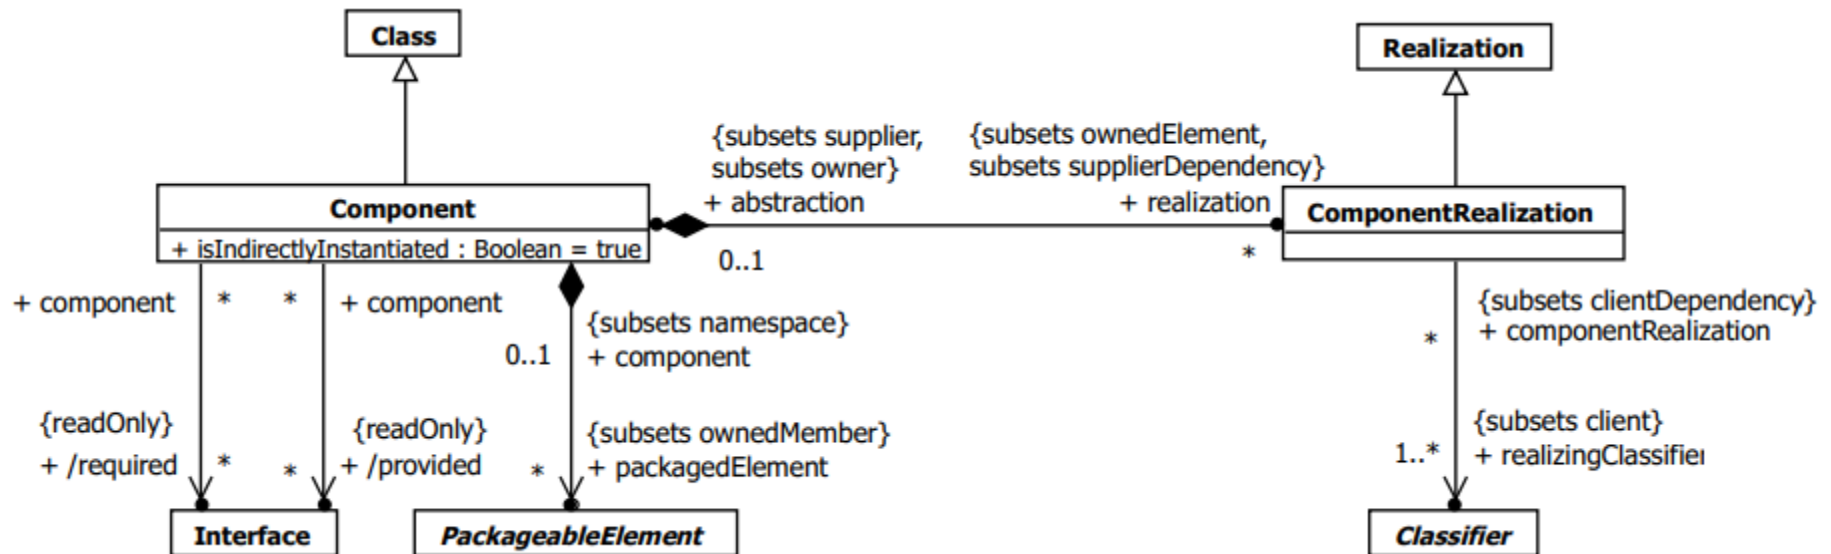 Class
Realization
{subsets supplier,
subsets owner}
+ abstraction
{subsets ownedElement,
subsets supplierDependency}
+ realization
Component
+ isIndirectlyInstantiated : Boolean = true
ComponentRealization
0..1
*
+ component
*
*
+ component
{subsets namespace}
0..1
+ component
{subsets clientDependency}
+ componentRealization
*
{readOnly}
+ /required
*
{readOnly}
*
+ /provided
{subsets ownedMember}
*
+ packagedElement
{subsets client}
1..*
+ realizingClassifier
Interface
PackageableElement
Classifier